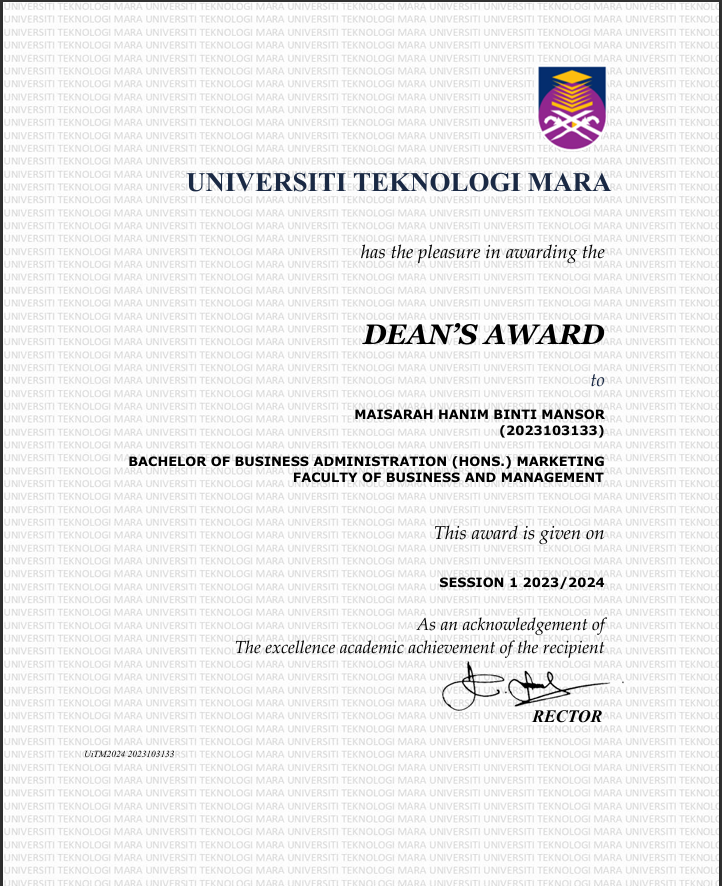 UNIVERSITI TEKNOLOGI MARA
has the pleasure in awarding the
DEAN'S AWARD
to
MAISARAH HANIM BINTI MANSOR
(2023103133)
BACHELOR OF BUSINESS ADMINISTRATION (HONS.) MARKETING
FACULTY OF BUSINESS AND MANAGEMENT
This award is given on
SESSION 1 2023/2024
As an acknowledgement of
The excellence academic achievement of the recipient
RECTOR
UiTM2024 2023103133